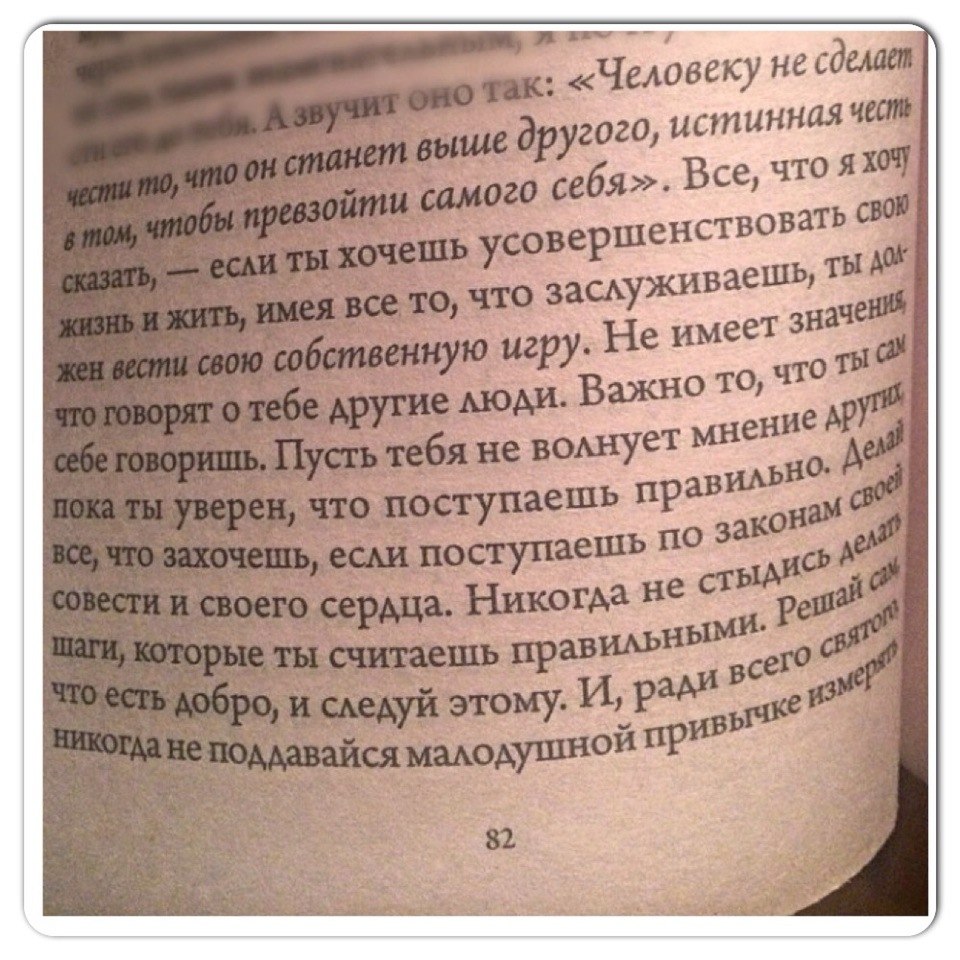 А звучит оно так: «Человеку не сделает
чести то, что он станет выше другого, истинная честь
в том, чтобы превзойти самого себя». Все, что я хочу
сказать, — если ты хочешь усовершенствовать свою
жизнь и жить, имея все то, что заслуживаешь, ты дол-
жен вести свою собственную игру. Не имеет значения,
что говорят о тебе другие люди. Важно то, что ты сам
себе говоришь. Пусть тебя не волнует мнение других,
пока ты уверен, что поступаешь правильно. Делай
все, что захочешь, если поступаешь по законам своей
совести и своего сердца. Никогда не стыдись делать
шаги, которые ты считаешь правильными. Решай сам,
что есть добро, и следуй этому. И, ради всего святого,
никогда не поддавайся малодушной привычке измерять
82